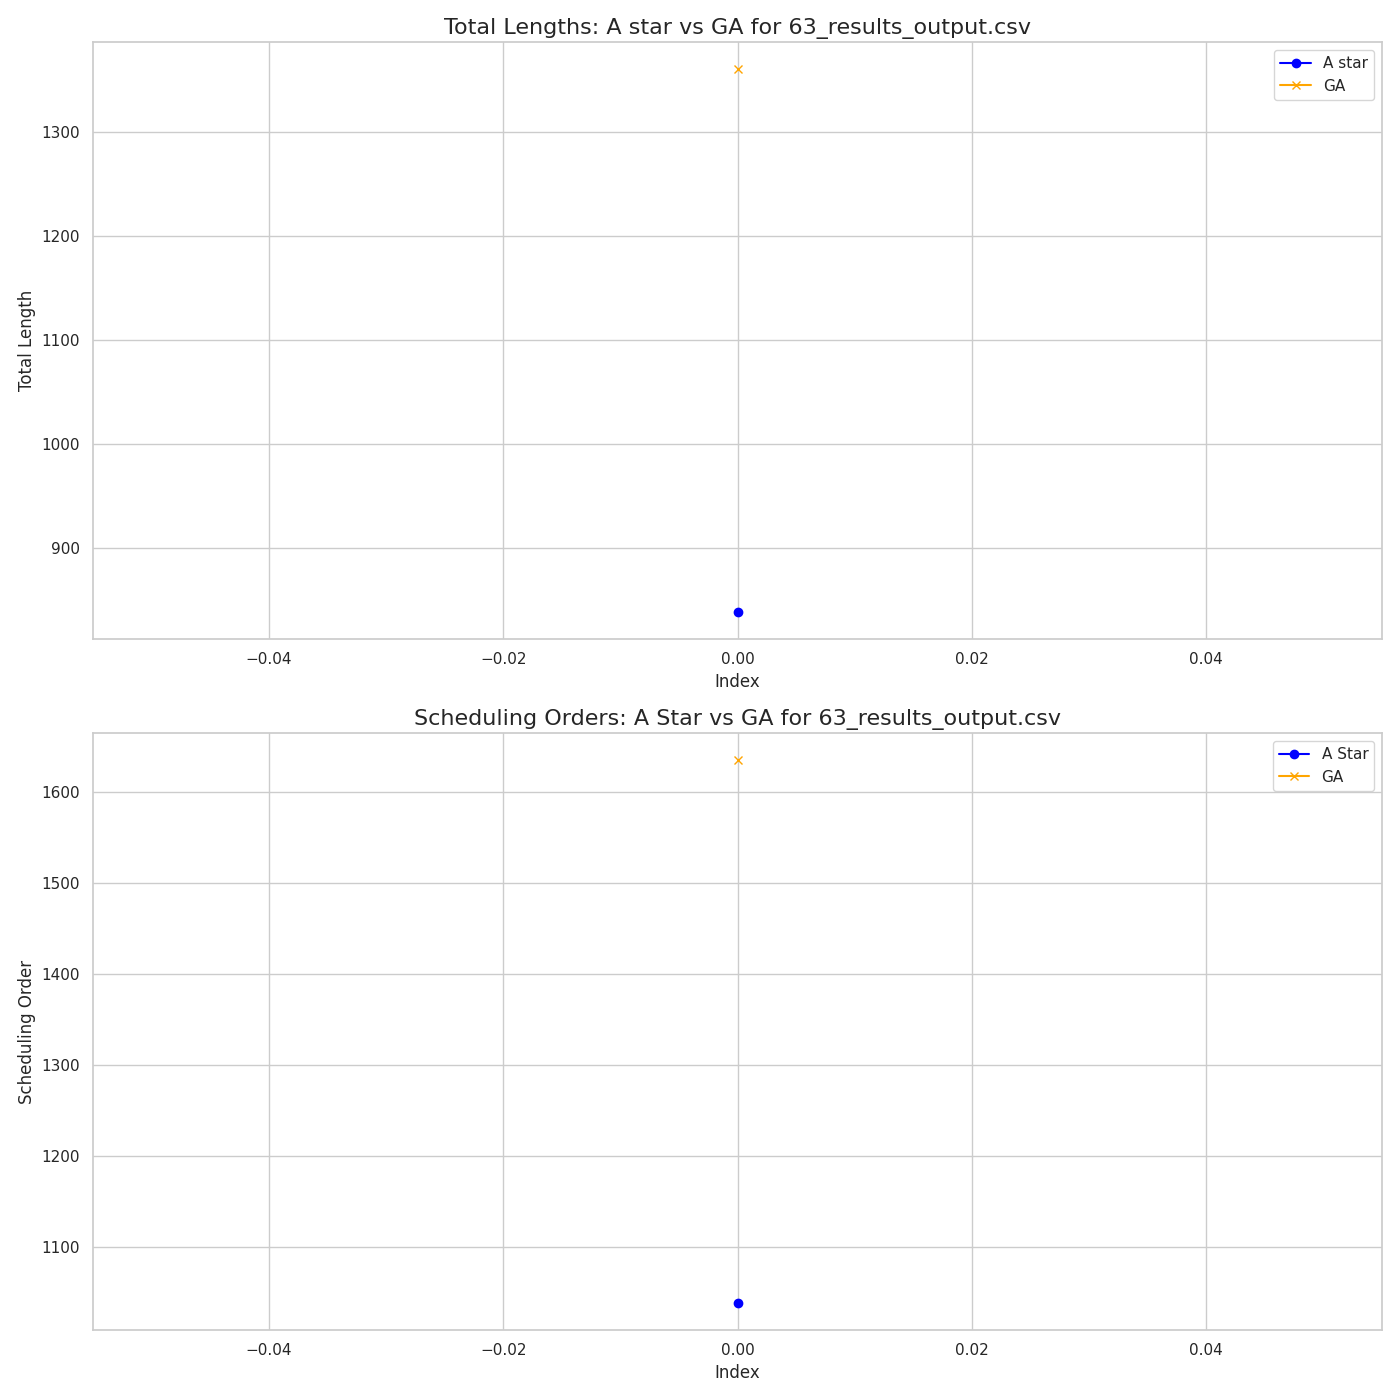 Total Lengths: A star vs GA for 63_results_output.csv
A star
GA
1300
1200
1100
1000
900
Total Length
−0.04
−0.02
0.00
0.02
0.04
Index
Scheduling Orders: A Star vs GA for 63_results_output.csv
A Star
GA
1600
1500
1400
1300
1200
1100
Scheduling Order
−0.04
−0.02
0.00
0.02
0.04
Index